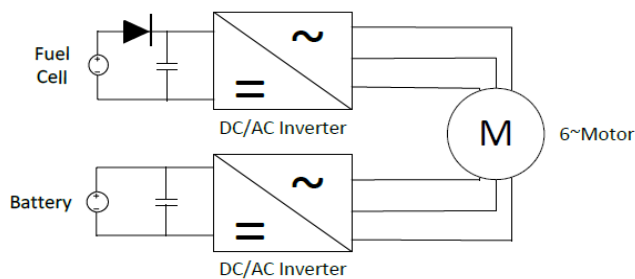 Fuel
Cell
~
=
DC/AC Inverter
M
6~Motor
Battery
~
=
DC/AC Inverter